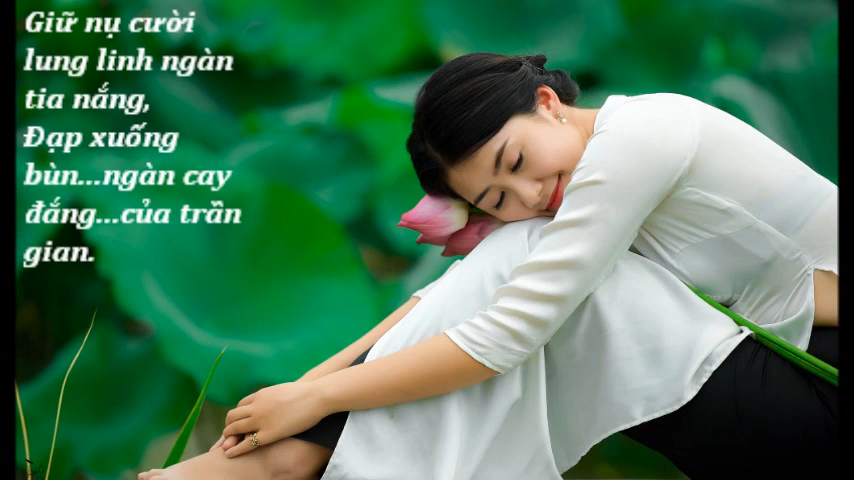 Giữ nụ cười
lung linh ngàn
tia nắng,
Đạp xuống
bùn...ngàn cay
đắng...của trần
gian.